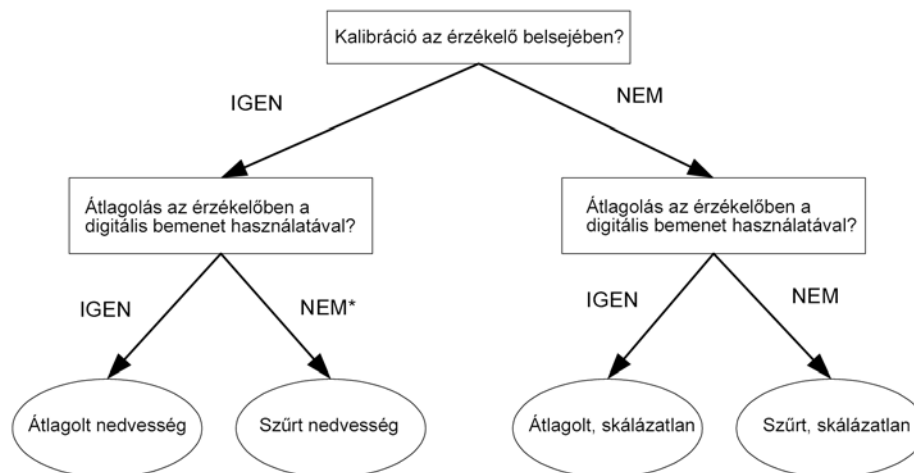 Kalibráció az érzékelő belsejében?
IGEN
NEM
Átlagolás az érzékelőben a
digitális bemenet használatával?
Átlagolás az érzékelőben a
digitális bemenet használatával?
IGEN
NEM*
IGEN
NEM
Átlagolt nedvesség
Szűrt nedvesség
Átlagolt, skálázatlan
Szűrt, skálázatlan